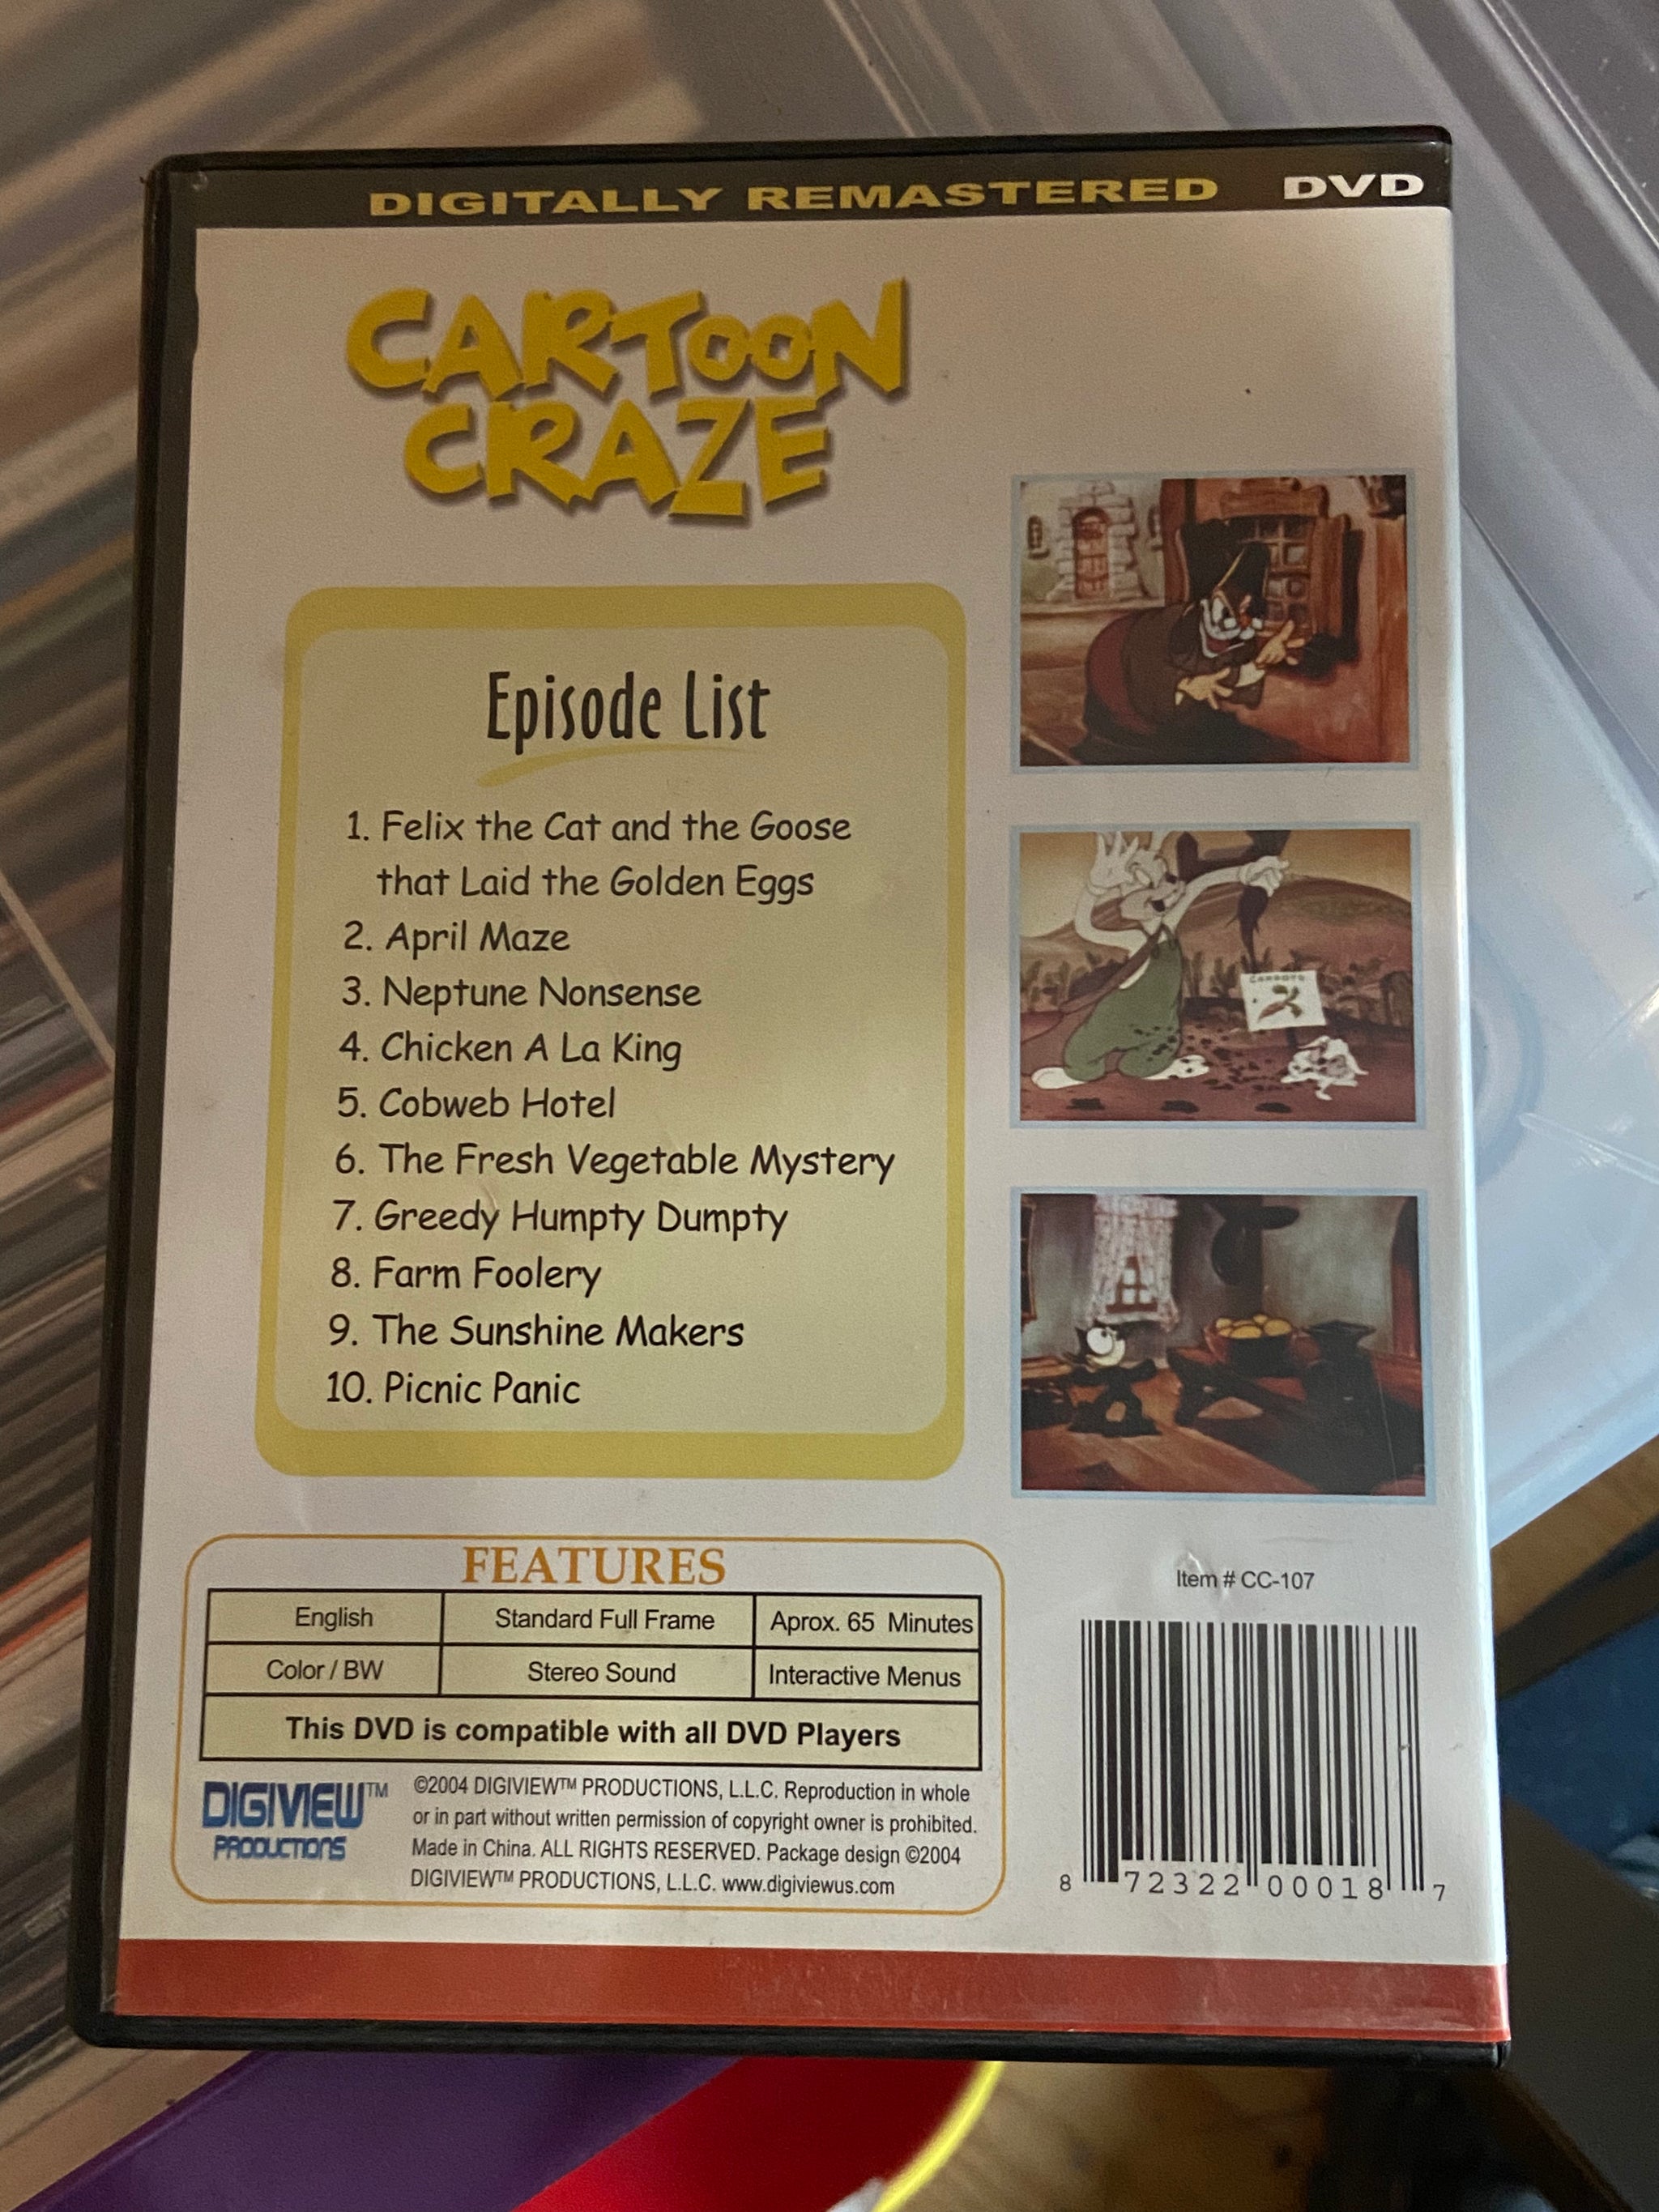 DIGITALLY REMASTERED DVD
CARTOON
CRAZE
Episode List
1. Felix the Cat and the Goose
that Laid the Golden Eggs
2. April Maze
3. Neptune Nonsense
4. Chicken A La King
5. Cobweb Hotel
6. The Fresh Vegetable Mystery
7. Greedy Humpty Dumpty
8. Farm Foolery
9. The Sunshine Makers
10. Picnic Panic
CARROTS
FEATURES
English Standard Full Frame Aprox. 65 Minutes
Color / BW Stereo Sound Interactive Menus
This DVD is compatible with all DVD Players
DIGIVIEW™
PRODUCTIONS
©2004 DIGIVIEW™ PRODUCTIONS, L.L.C. Reproduction in whole
or in part without written permission of copyright owner is prohibited.
Made in China. ALL RIGHTS RESERVED. Package design ©2004
DIGIVIEW™ PRODUCTIONS, L.L.C. www.digiviewus.com
Item # CC-107
8 72322 00018 7